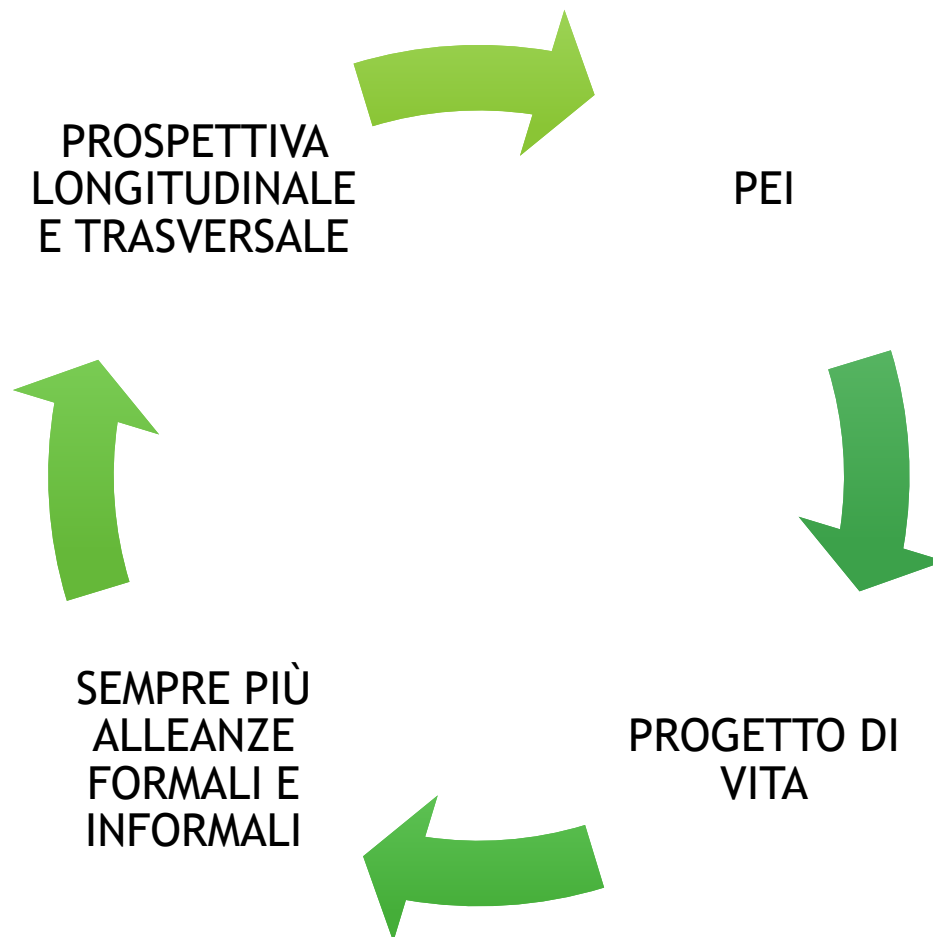 PROSPETTIVA
LONGITUDINALE
E TRASVERSALE
PEI
PROGETTO DI
VITA
SEMPRE PIÙ
ALLEANZE
FORMALI E
INFORMALI